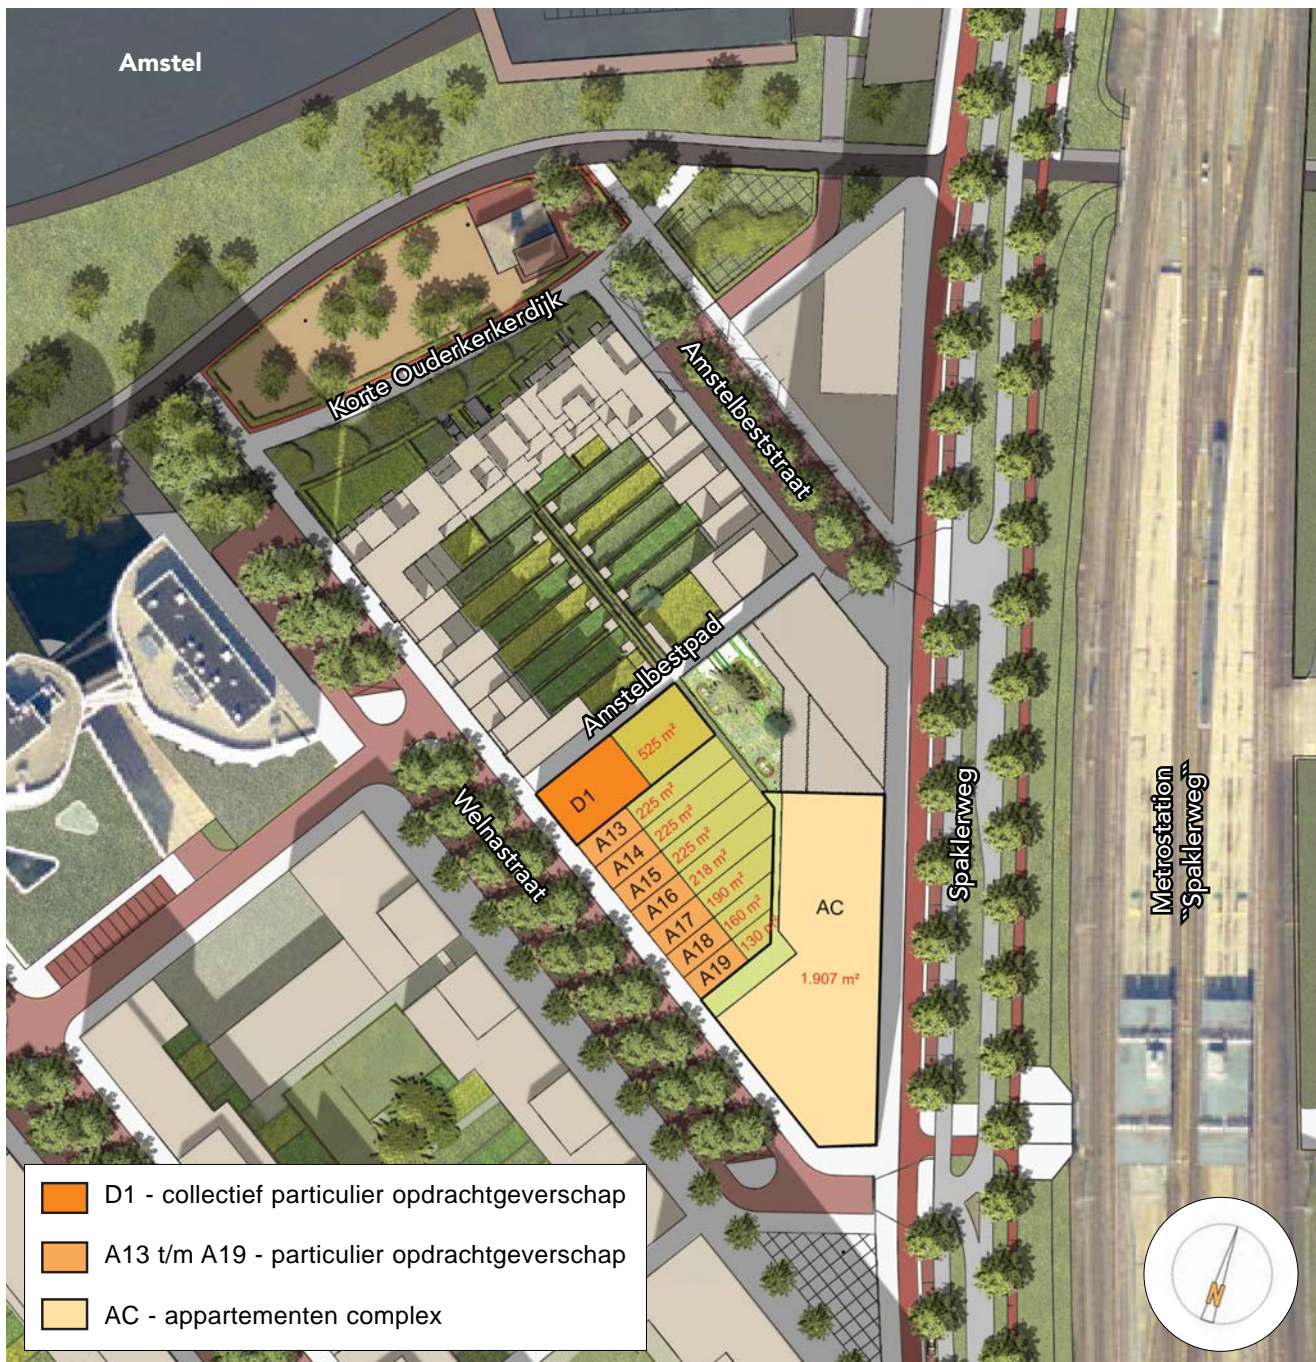 Amstel
Korte Ouderkerkerdijk
Amstelbeststraat
Amstelbestpad
Welnastraat
Spaklerweg
Metrostation
"Spaklerweg"
D1
525 m²
A13
225 m²
A14
225 m²
A15
225 m²
A16
218 m²
A17
190 m²
A18
160 m²
A19
130 m²
AC
1.907 m²
D1 - collectief particulier opdrachtgeverschap
A13 t/m A19 - particulier opdrachtgeverschap
AC - appartementen complex
N